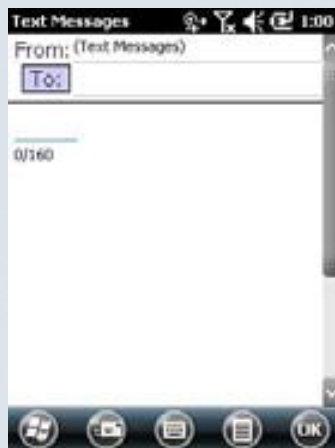 Text Messages 1:00
From: (Text Messages)
To:
0/160
OK